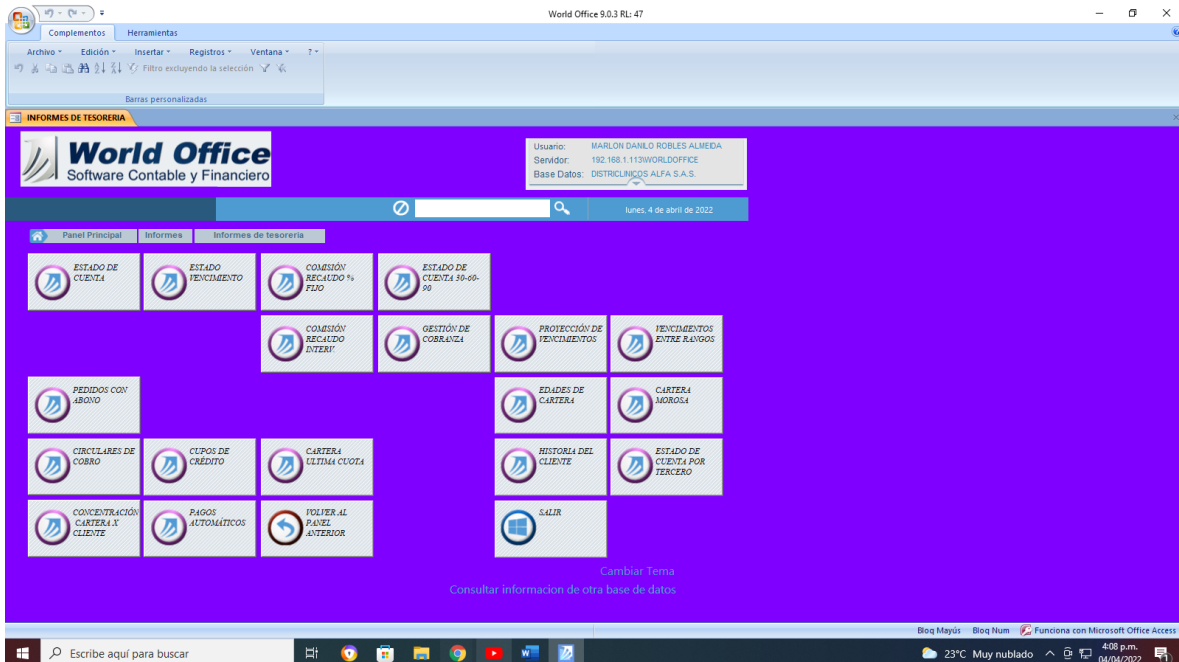 World Office 9.0.3 RL: 47
Complementos Herramientas
Archivo Edición Insertar Registros Ventana ?
Filtro excluyendo la selección
Barras personalizadas
INFORMES DE TESORERIA
World Office
Software Contable y Financiero
Usuario: MARLON DANILO ROBLES ALMEIDA
Servidor: 192.168.1.113\WORLDOFFICE
Base Datos: DISTRICLINICOS ALFA S.A.S.
lunes, 4 de abril de 2022
Panel Principal Informes Informes de tesoreria
ESTADO DE
CUENTA
ESTADO
VENCIMIENTO
COMISIÓN
RECAUDO %
FIJO
ESTADO DE
CUENTA 30-60-
90
COMISIÓN
RECAUDO
INTERV.
GESTIÓN DE
COBRANZA
PROYECCIÓN DE
VENCIMIENTOS
VENCIMIENTOS
ENTRE RANGOS
PEDIDOS CON
ABONO
EDADES DE
CARTERA
CARTERA
MOROSA
CIRCULARES DE
COBRO
CUPOS DE
CRÉDITO
CARTERA
ULTIMA CUOTA
HISTORIA DEL
CLIENTE
ESTADO DE
CUENTA POR
TERCERO
CONCENTRACIÓN
CARTERA X
CLIENTE
PAGOS
AUTOMÁTICOS
VOLVER AL
PANEL
ANTERIOR
SALIR
Cambiar Tema
Consultar informacion de otra base de datos
Bloq Mayús Bloq Num Funciona con Microsoft Office Access
Escribe aquí para buscar
23°C Muy nublado
4:08 p.m.
04/04/2022